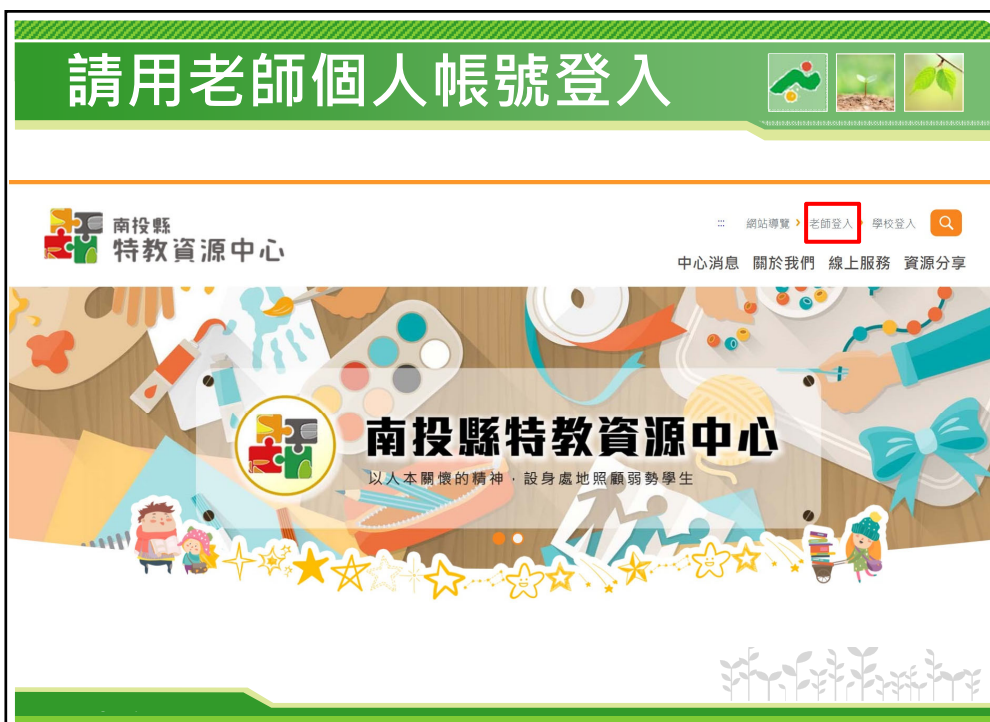 請用老師個人帳號登入
南投縣
特教資源中心
::: 網站導覽 老師登入 學校登入
中心消息 關於我們 線上服務 資源分享
南投縣特教資源中心
以人本關懷的精神，設身處地照顧弱勢學生